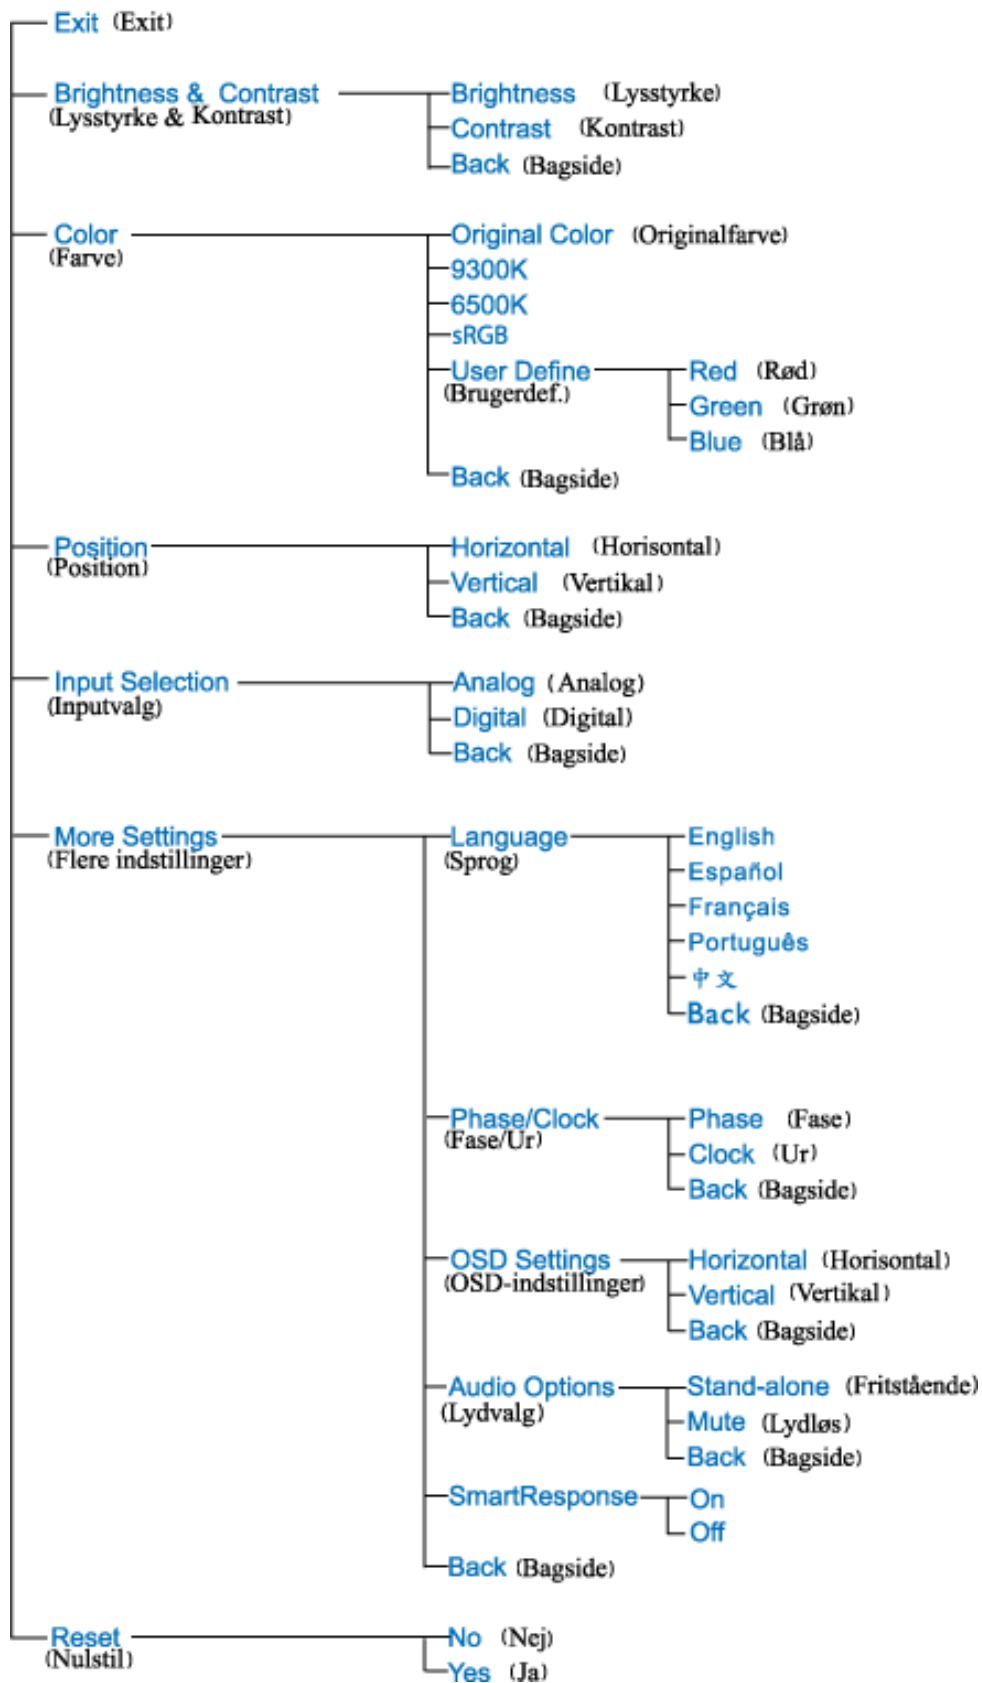 Exit (Exit)
Brightness & Contrast
(Lysstyrke & Kontrast)
Brightness (Lysstyrke)
Contrast (Kontrast)
Back (Bagside)
Color
(Farve)
Original Color (Originalfarve)
9300K
6500K
sRGB
User Define
(Brugerdef.)
Red (Rød)
Green (Grøn)
Blue (Blå)
Back (Bagside)
Position
(Position)
Horizontal (Horisontal)
Vertical (Vertikal)
Back (Bagside)
Input Selection
(Inputvalg)
Analog (Analog)
Digital (Digital)
Back (Bagside)
More Settings
(Flere indstillinger)
Language
(Sprog)
English
Español
Français
Português
中文
Back (Bagside)
Phase/Clock
(Fase/Ur)
Phase (Fase)
Clock (Ur)
Back (Bagside)
OSD Settings
(OSD-indstillinger)
Horizontal (Horisontal)
Vertical (Vertikal)
Back (Bagside)
Audio Options
(Lydvalg)
Stand-alone (Fritstående)
Mute (Lydløs)
Back (Bagside)
SmartResponse
On
Off
Back (Bagside)
Reset
(Nulstil)
No (Nej)
Yes (Ja)